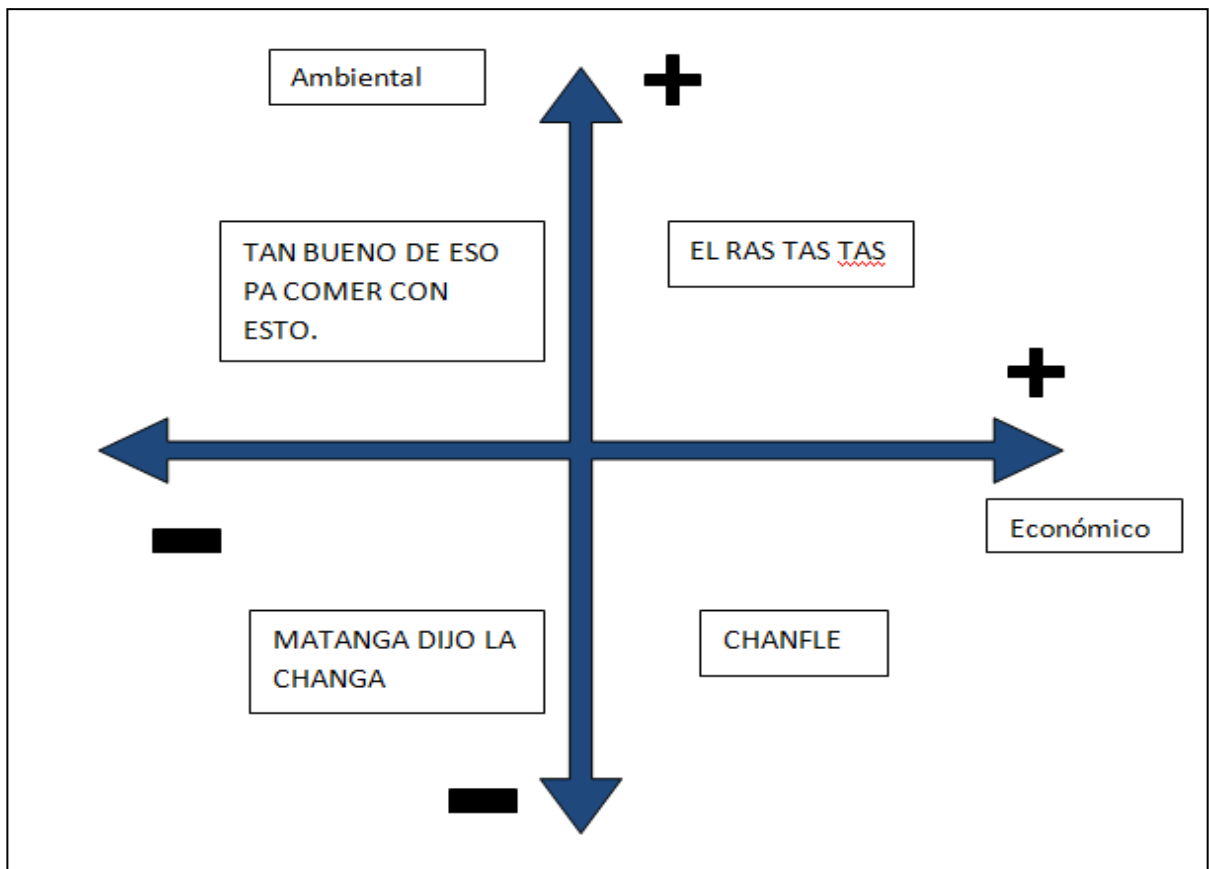 Ambiental
+
TAN BUENO DE ESO
PA COMER CON
ESTO.
EL RAS TAS TAS
+
Económico
-
MATANGA DIJO LA
CHANGA
CHANFLE
-